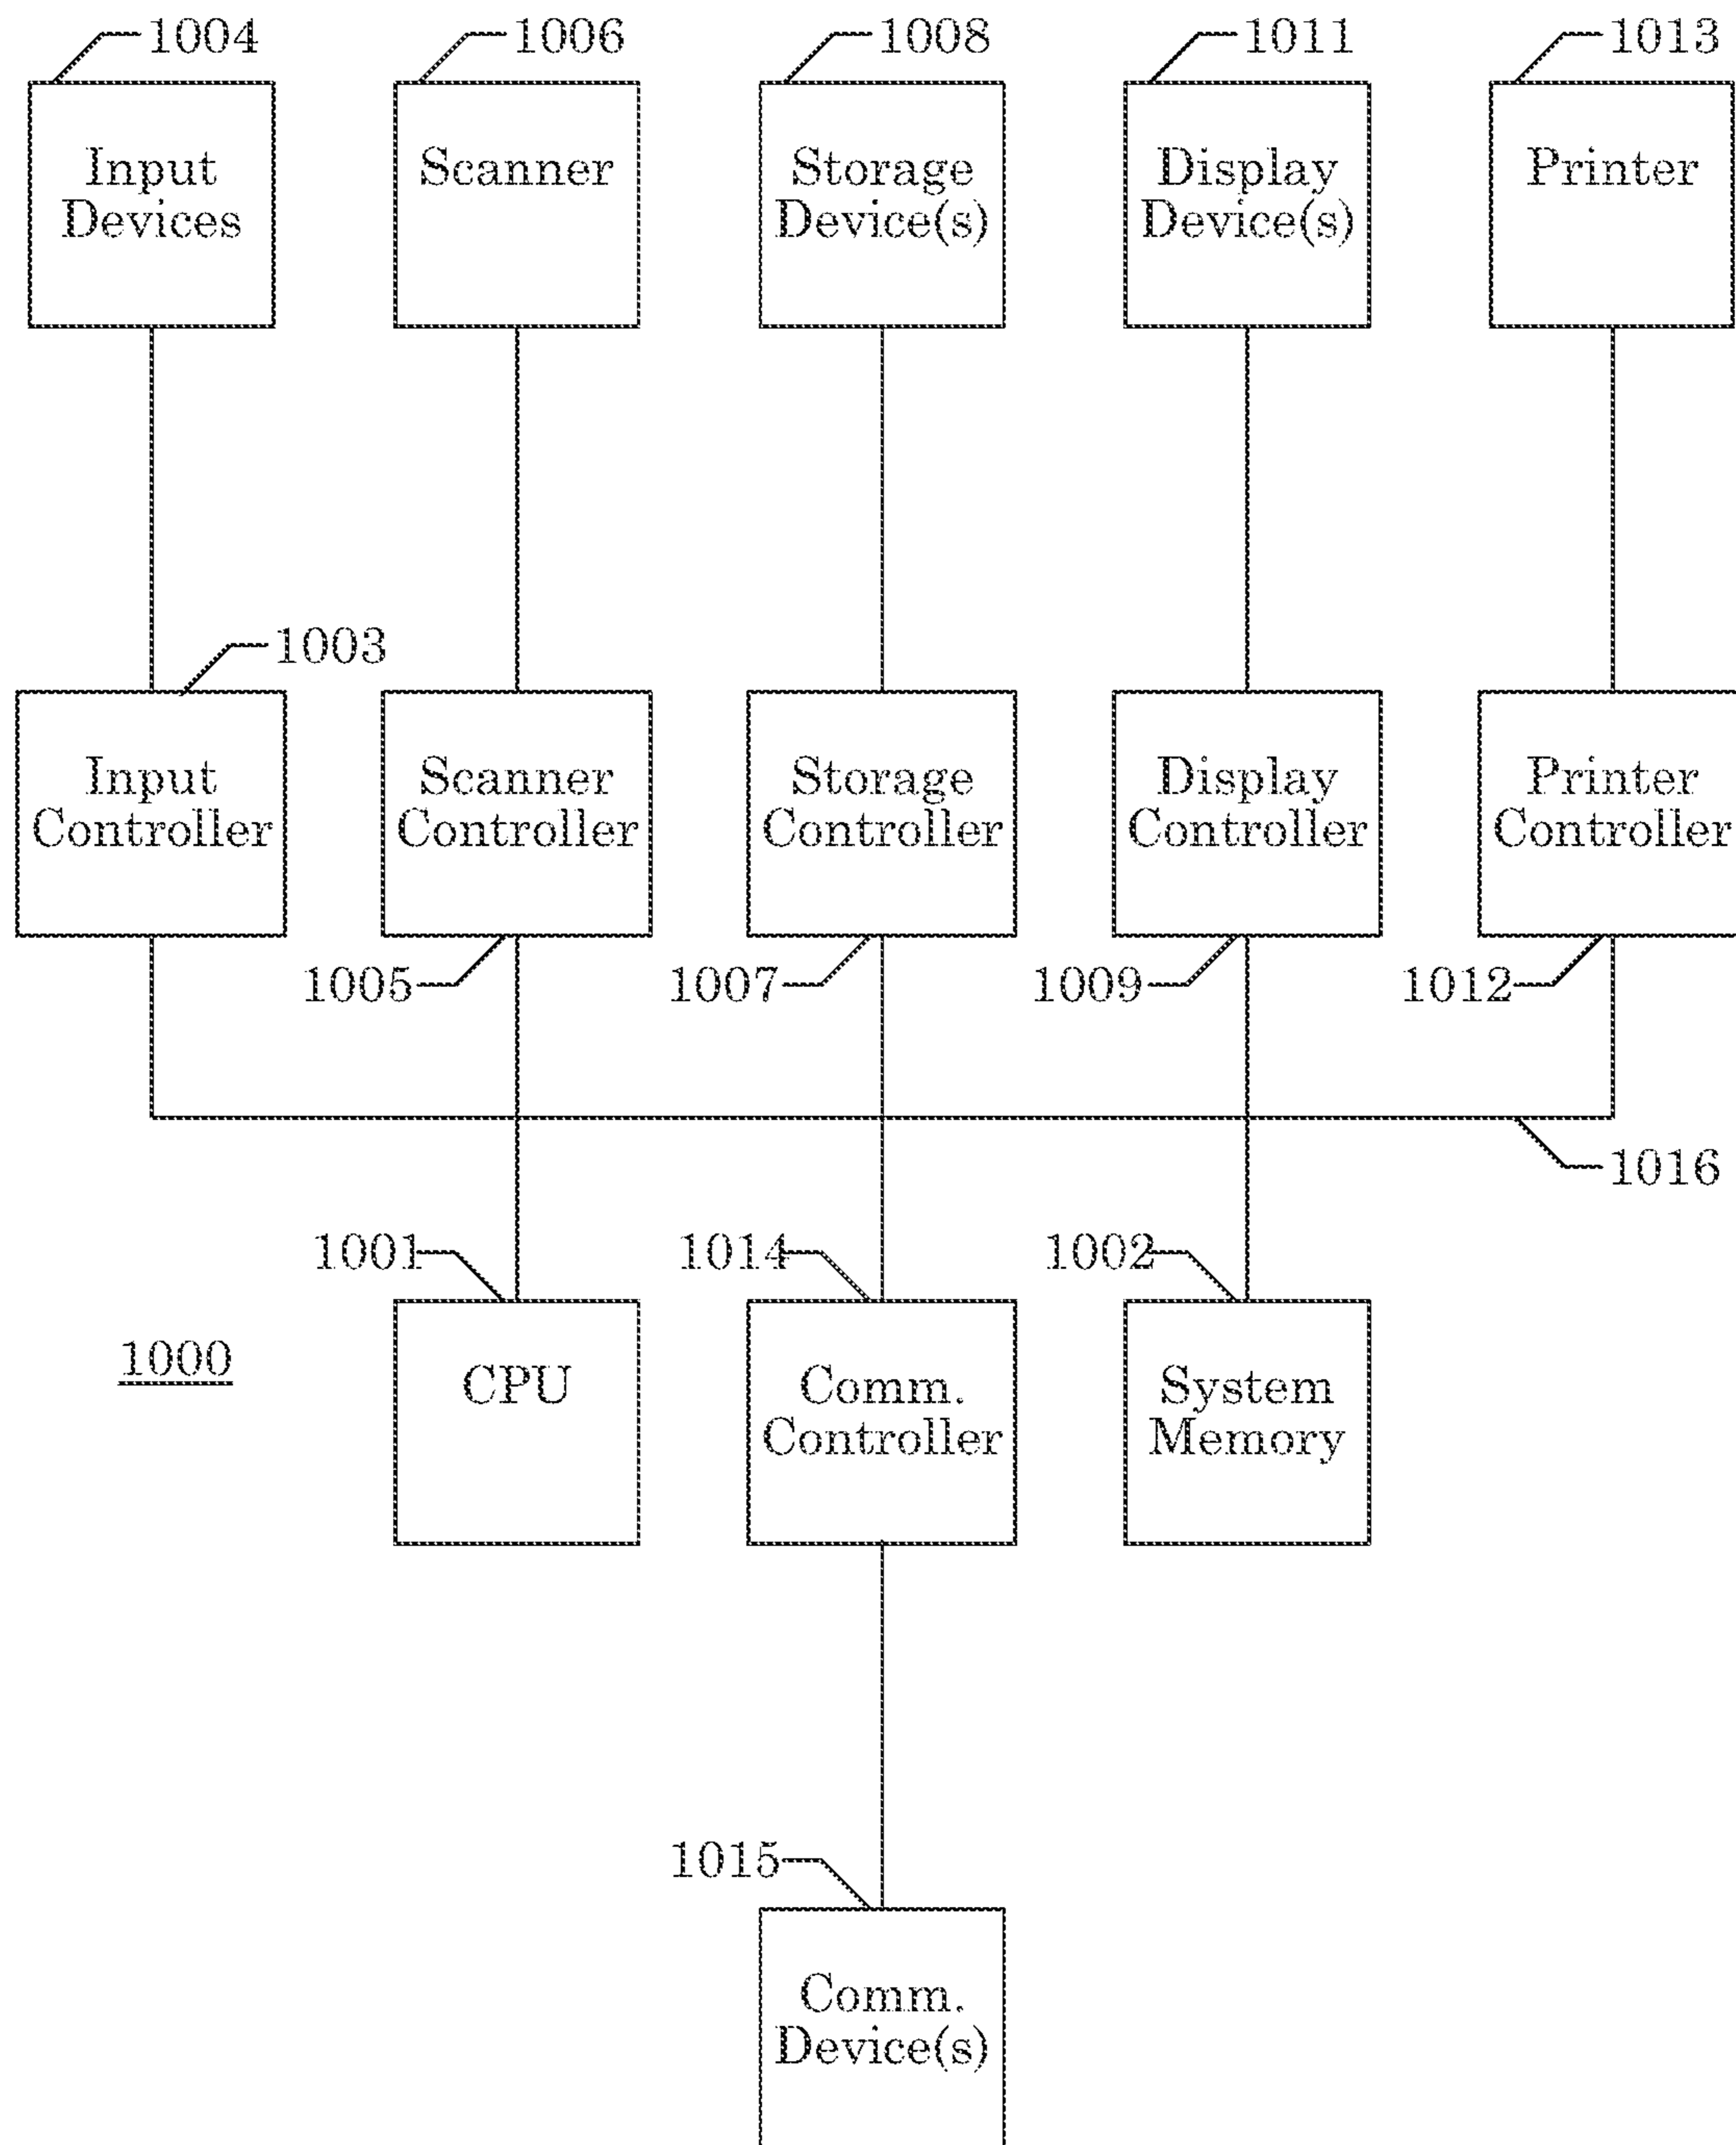 1004
1006
1008
1011
1013
Input
Devices
Scanner
Storage
Device(s)
Display
Device(s)
Printer
1003
Input
Controller
Scanner
Controller
Storage
Controller
Display
Controller
Printer
Controller
1005
1007
1009
1012
1016
1001
1014
1002
1000
CPU
Comm.
Controller
System
Memory
1015
Comm.
Device(s)